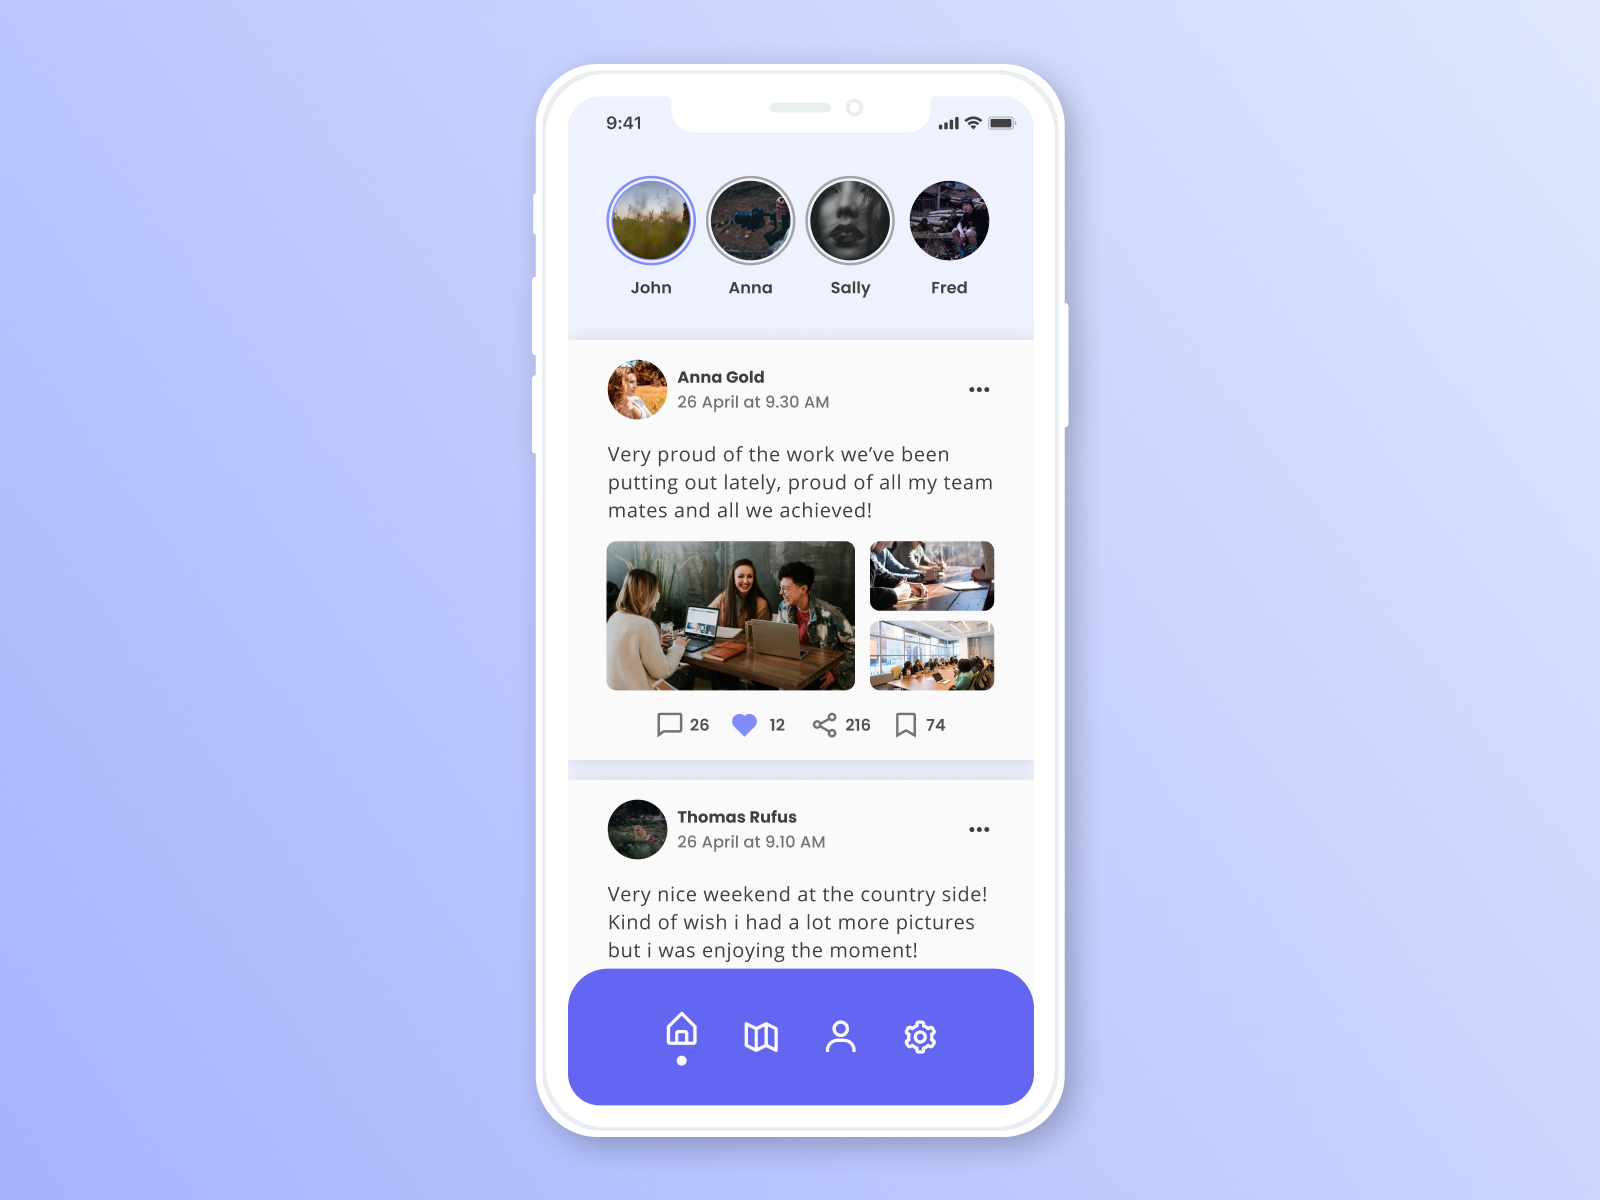 9:41
John Anna Sally Fred
Anna Gold
26 April at 9.30 AM
Very proud of the work we’ve been
putting out lately, proud of all my team
mates and all we achieved!
26 12 216 74
Thomas Rufus
26 April at 9.10 AM
Very nice weekend at the country side!
Kind of wish i had a lot more pictures
but i was enjoying the moment!